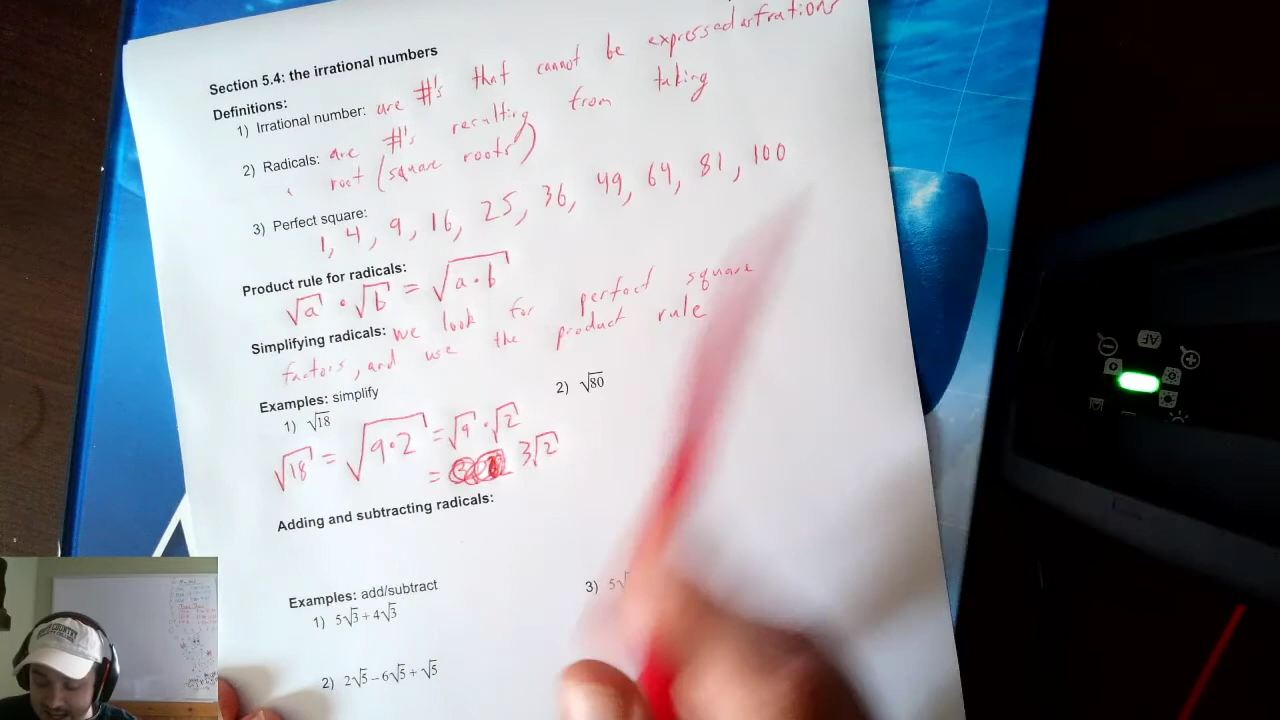 Section 5.4: the irrational numbers
Definitions:
1) Irrational number: are #'s that cannot be expressed as frations
2) Radicals: are #'s resulting from taking
root (square roots)
3) Perfect square:
1, 4, 9, 16, 25, 36, 49, 64, 81, 100
Product rule for radicals:
√a · √b = √a·b
Simplifying radicals: we look for perfect square
factors, and use the product rule
Examples: simplify
1) √18
2) √80
√18 = √9·2 = √9 · √2
= 3√2
Adding and subtracting radicals:
Examples: add/subtract
1) 5√3 + 4√3
3) 5√
2) 2√5 – 6√5 + √5
AF